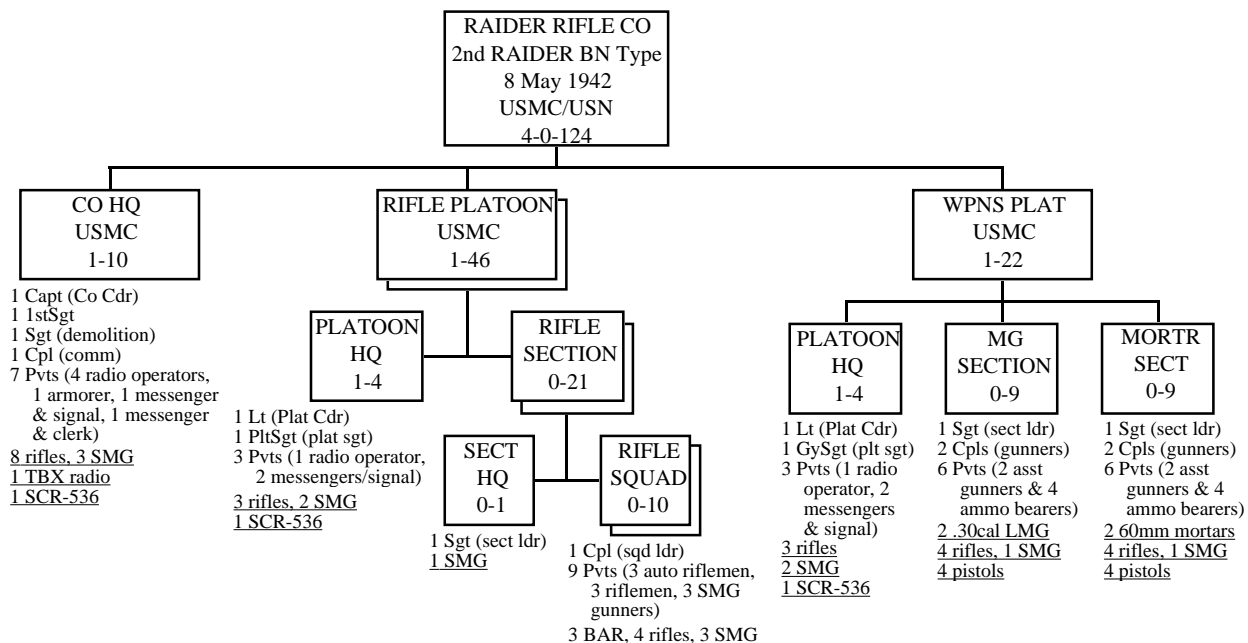 RAIDER RIFLE CO
2nd RAIDER BN Type
8 May 1942
USMC/USN
4-0-124
CO HQ
USMC
1-10
1 Capt (Co Cdr)
1 1stSgt
1 Sgt (demolition)
1 Cpl (comm)
7 Pvts (4 radio operators,
1 armorer, 1 messenger
& signal, 1 messenger
& clerk)
8 rifles, 3 SMG
1 TBX radio
1 SCR-536
RIFLE PLATOON
USMC
1-46
PLATOON
HQ
1-4
1 Lt (Plat Cdr)
1 PltSgt (plat sgt)
3 Pvts (1 radio operator,
2 messengers/signal)
3 rifles, 2 SMG
1 SCR-536
RIFLE
SECTION
0-21
SECT
HQ
0-1
1 Sgt (sect ldr)
1 SMG
RIFLE
SQUAD
0-10
1 Cpl (sqd ldr)
9 Pvts (3 auto riflemen,
3 riflemen, 3 SMG
gunners)
3 BAR, 4 rifles, 3 SMG
WPNS PLAT
USMC
1-22
PLATOON
HQ
1-4
1 Lt (Plat Cdr)
1 GySgt (plt sgt)
3 Pvts (1 radio
operator, 2
messengers
& signal)
3 rifles
2 SMG
1 SCR-536
MG
SECTION
0-9
1 Sgt (sect ldr)
2 Cpls (gunners)
6 Pvts (2 asst
gunners & 4
ammo bearers)
2 .30cal LMG
4 rifles, 1 SMG
4 pistols
MORTR
SECT
0-9
1 Sgt (sect ldr)
2 Cpls (gunners)
6 Pvts (2 asst
gunners & 4
ammo bearers)
2 60mm mortars
4 rifles, 1 SMG
4 pistols